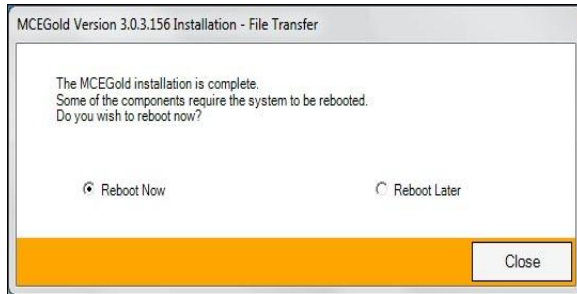 MCEGold Version 3.0.3.156 Installation - File Transfer
The MCEGold installation is complete.
Some of the components require the system to be rebooted.
Do you wish to reboot now?
Reboot Now Reboot Later
Close